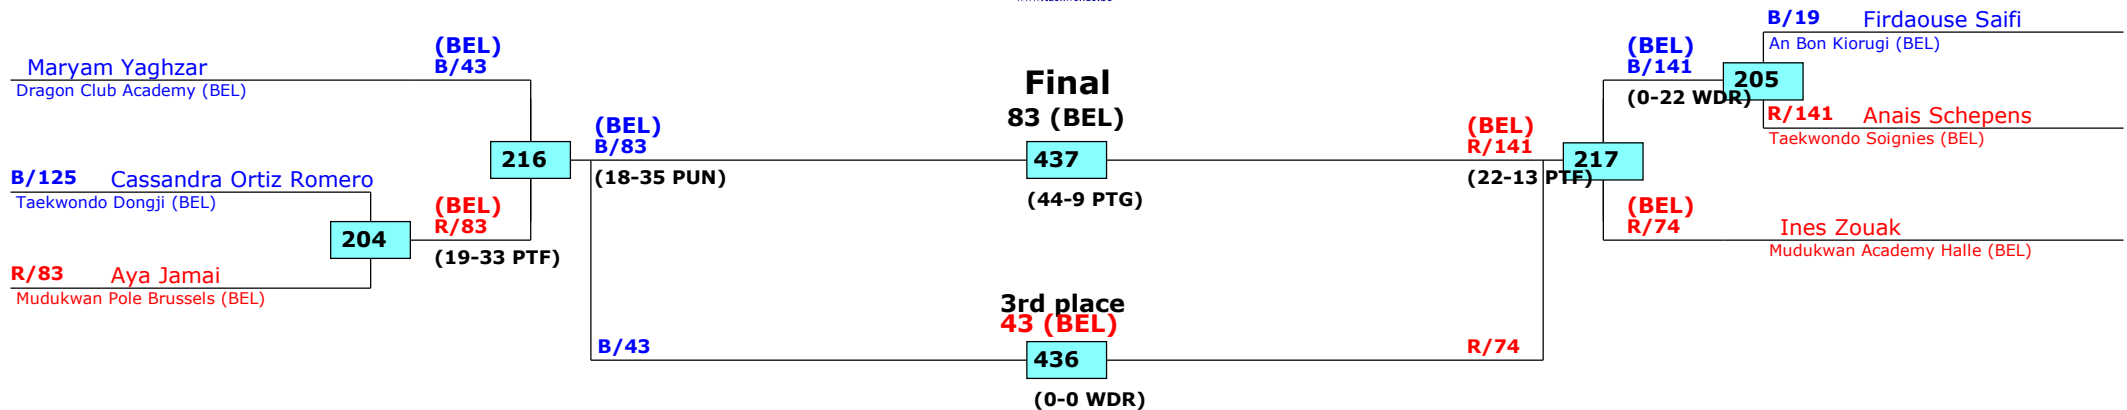 B/19 Firdaouse Saifi
An Bon Kiorugi (BEL)
(BEL)
B/43
Maryam Yaghzar
Dragon Club Academy (BEL)
Final
83 (BEL)
(BEL)
B/141
205
(0-22 WDR)
R/141 Anais Schepens
Taekwondo Soignies (BEL)
(BEL)
B/83
216
(18-35 PUN)
437
(44-9 PTG)
(BEL)
R/141
217
(22-13 PTF)
B/125 Cassandra Ortiz Romero
Taekwondo Dongji (BEL)
(BEL)
R/83
204
(19-33 PTF)
(BEL)
R/74
Ines Zouak
Mudukwan Academy Halle (BEL)
R/83 Aya Jamai
Mudukwan Pole Brussels (BEL)
3rd place
43 (BEL)
B/43
436
R/74
(0-0 WDR)